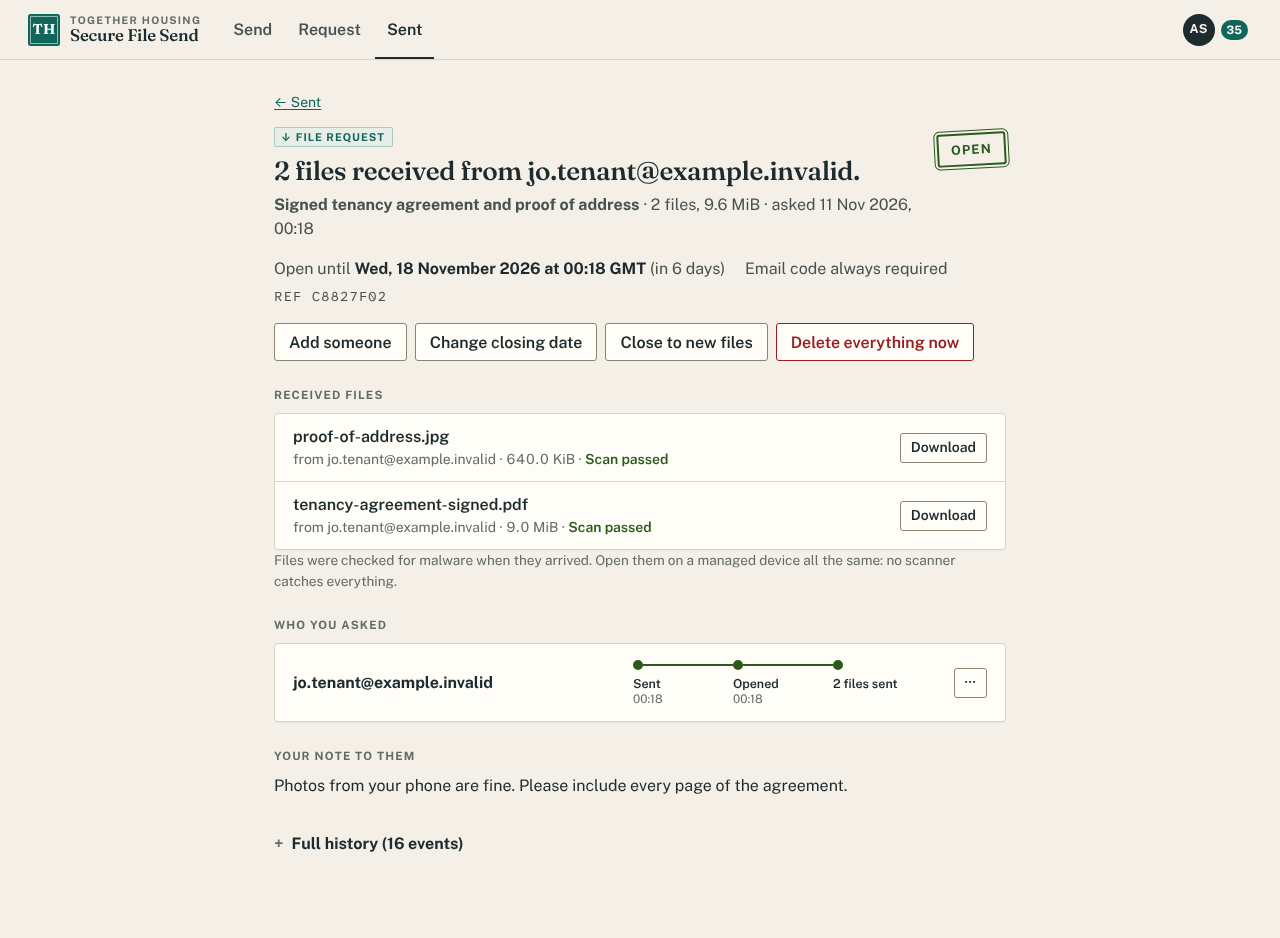 TH
TOGETHER HOUSING
Secure File Send
Send
Request
Sent
AS
35
← Sent
↓ FILE REQUEST
OPEN
2 files received from jo.tenant@example.invalid.
Signed tenancy agreement and proof of address · 2 files, 9.6 MiB · asked 11 Nov 2026,
00:18
Open until Wed, 18 November 2026 at 00:18 GMT (in 6 days)
Email code always required
REF C8827F02
Add someone
Change closing date
Close to new files
Delete everything now
RECEIVED FILES
proof-of-address.jpg
from jo.tenant@example.invalid · 640.0 KiB · Scan passed
Download
tenancy-agreement-signed.pdf
from jo.tenant@example.invalid · 9.0 MiB · Scan passed
Download
Files were checked for malware when they arrived. Open them on a managed device all the same: no scanner
catches everything.
WHO YOU ASKED
jo.tenant@example.invalid
Sent
00:18
Opened
00:18
2 files sent
···
YOUR NOTE TO THEM
Photos from your phone are fine. Please include every page of the agreement.
+ Full history (16 events)